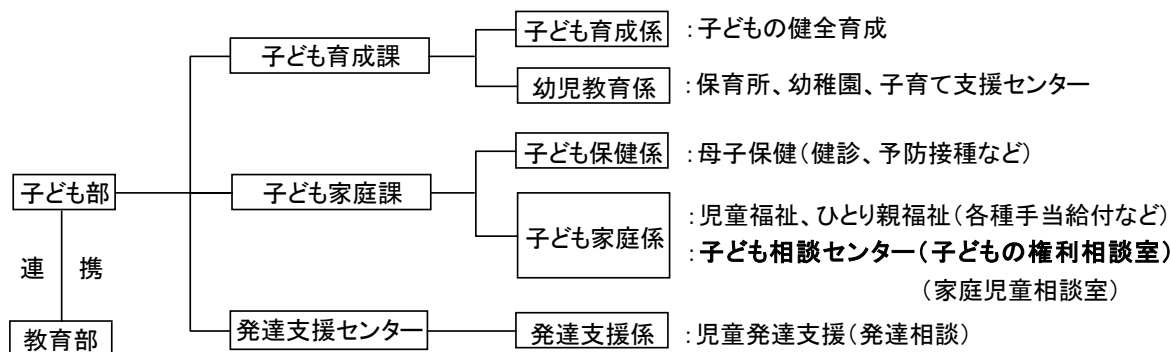 子ども育成係 :子どもの健全育成
子ども育成課
幼児教育係 :保育所、幼稚園、子育て支援センター
子ども保健係 :母子保健(健診、予防接種など)
子ども部 子ども家庭課
:児童福祉、ひとり親福祉(各種手当給付など)
子ども家庭係
:子ども相談センター(子どもの権利相談室)
連 携
(家庭児童相談室)
発達支援センター 発達支援係 :児童発達支援(発達相談)
教育部